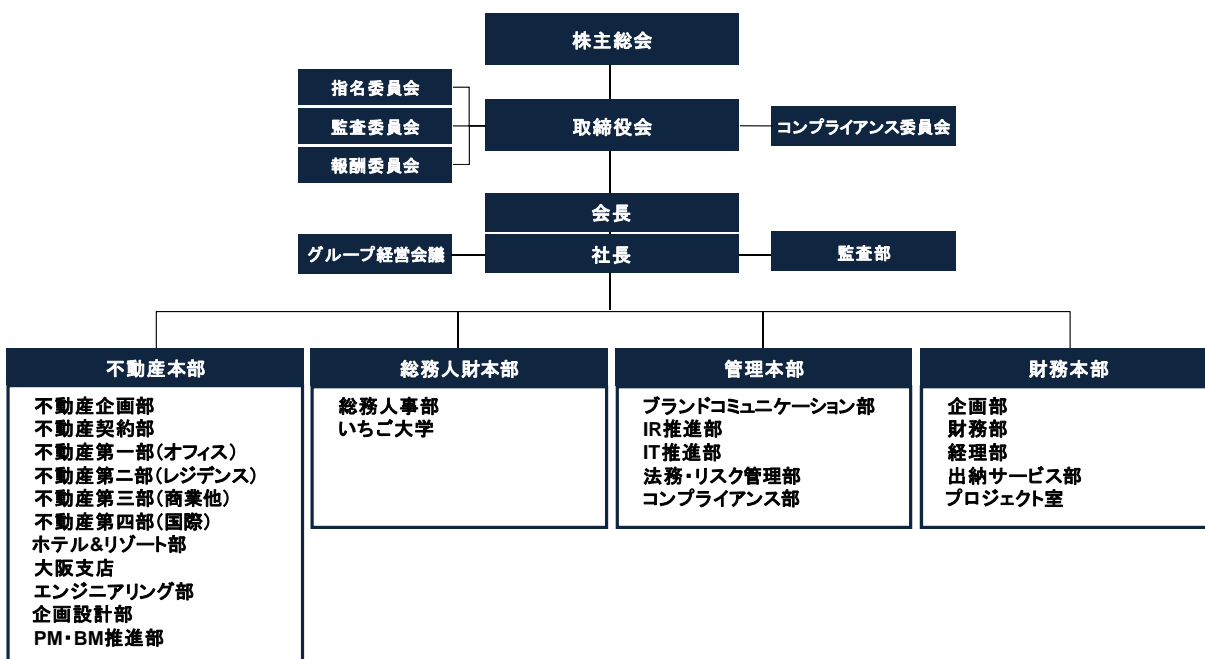 株主総会
指名委員会
監査委員会
報酬委員会
取締役会
コンプライアンス委員会
会長
社長
グループ経営会議
監査部
不動産本部
不動産企画部
不動産契約部
不動産第一部(オフィス)
不動産第二部(レジデンス)
不動産第三部(商業他)
不動産第四部(国際)
ホテル&リゾート部
大阪支店
エンジニアリング部
企画設計部
PM・BM推進部
総務人財本部
総務人事部
いちご大学
管理本部
ブランドコミュニケーション部
IR推進部
IT推進部
法務・リスク管理部
コンプライアンス部
財務本部
企画部
財務部
経理部
出納サービス部
プロジェクト室